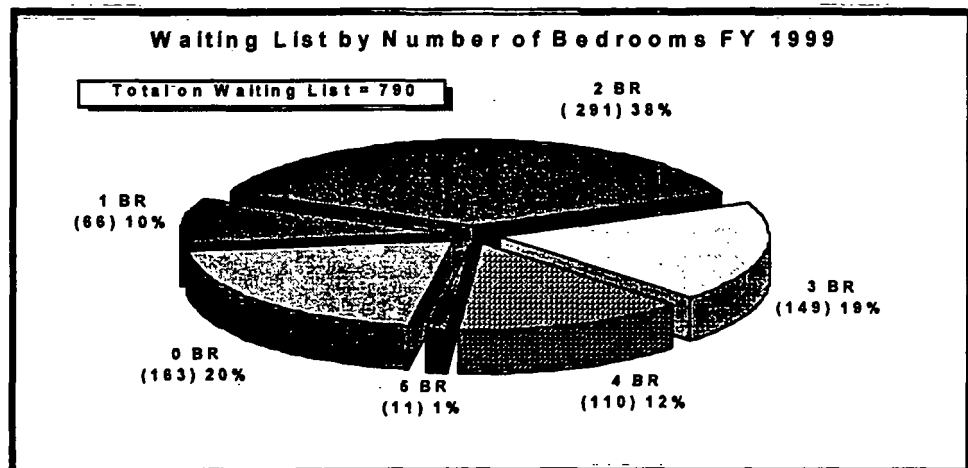 Waiting List by Number of Bedrooms FY 1999
Total on Waiting List = 790
2 BR
(291) 38%
1 BR
(66) 10%
3 BR
(149) 19%
0 BR
(163) 20%
5 BR
(11) 1%
4 BR
(110) 12%